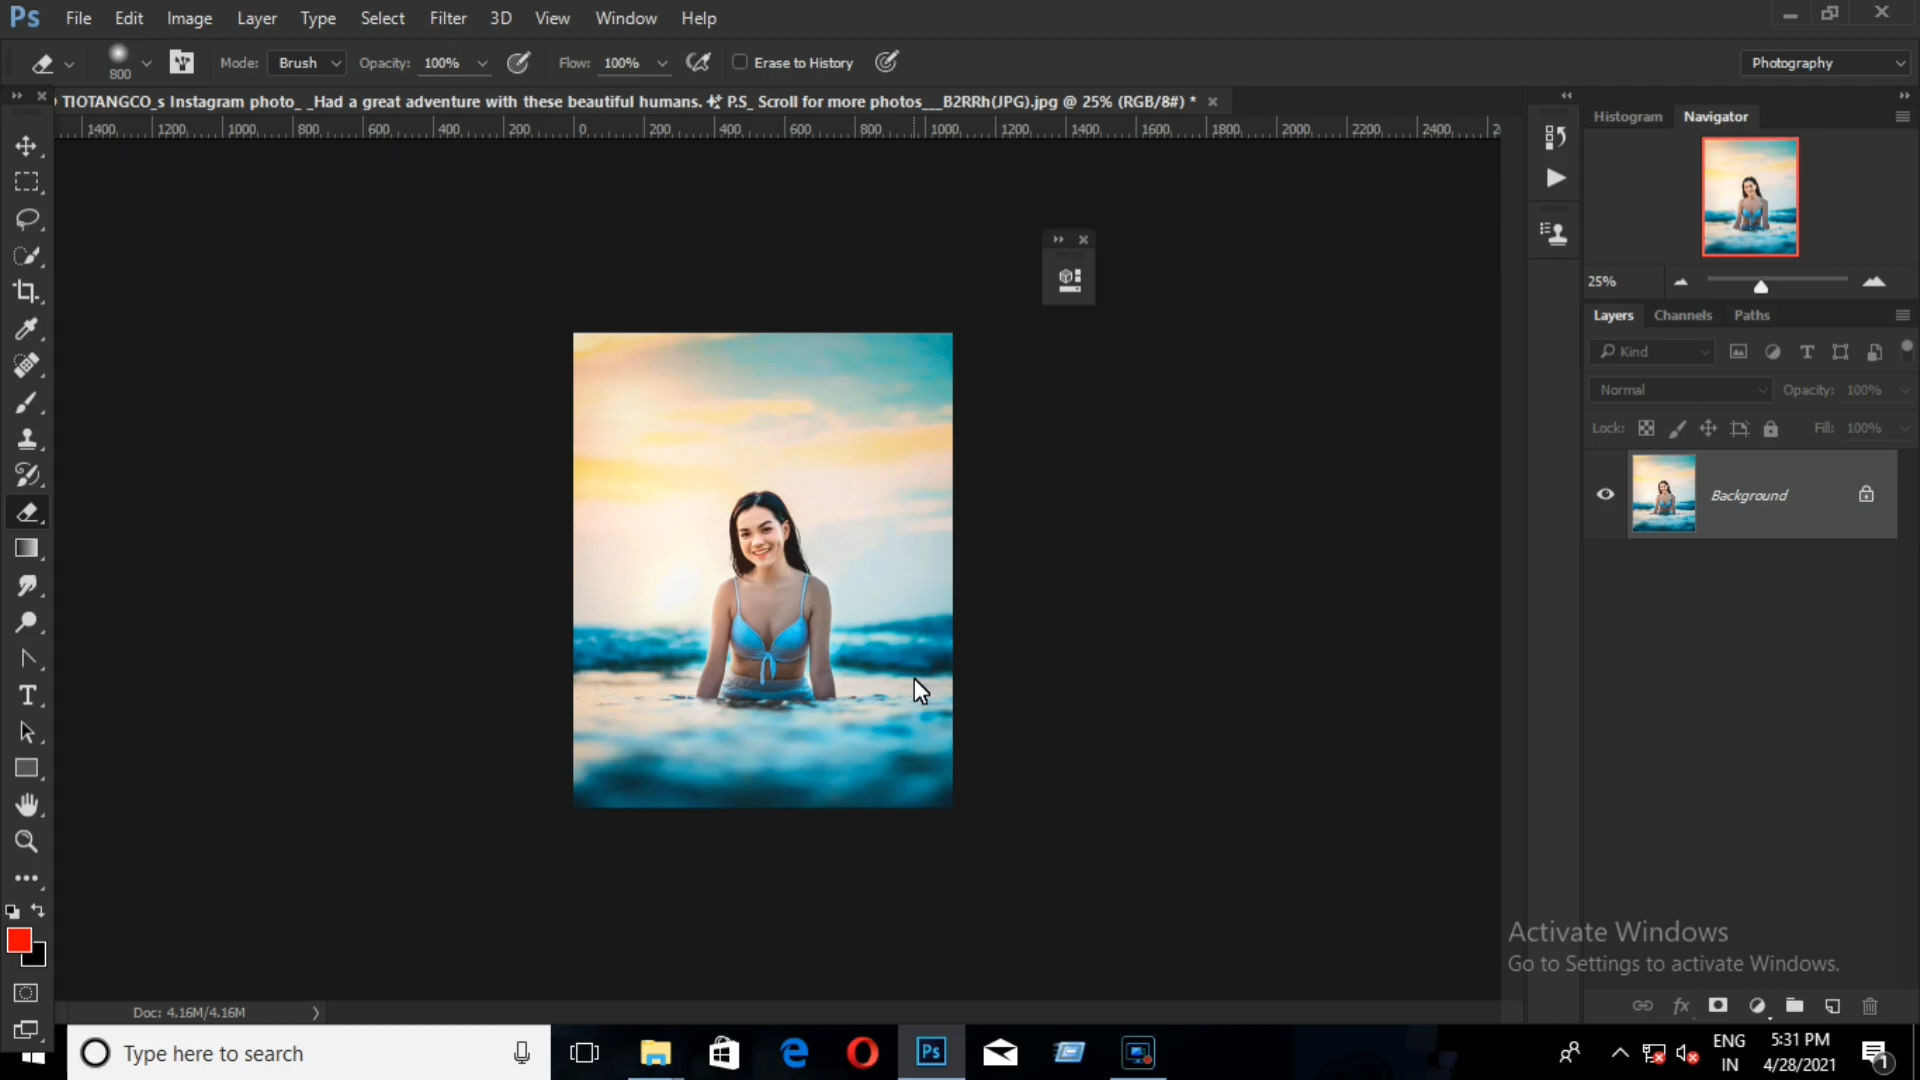 Ps File Edit Image Layer Type Select Filter 3D View Window Help
800 Mode: Brush Opacity: 100% Flow: 100% Erase to History Photography
TIOTANGCO_s Instagram photo_ _Had a great adventure with these beautiful humans. ✨ P.S_ Scroll for more photos___B2RRh(JPG).jpg @ 25% (RGB/8#) *
1400 1200 1000 800 600 400 200 0 200 400 600 800 1000 1200 1400 1600 1800 2000 2200 2400
Histogram Navigator
25%
Layers Channels Paths
Kind
Normal Opacity: 100%
Lock: Fill: 100%
Background
T
Activate Windows
Go to Settings to activate Windows.
Doc: 4.16M/4.16M
Type here to search
Ps
ENG
IN
5:31 PM
4/28/2021
1